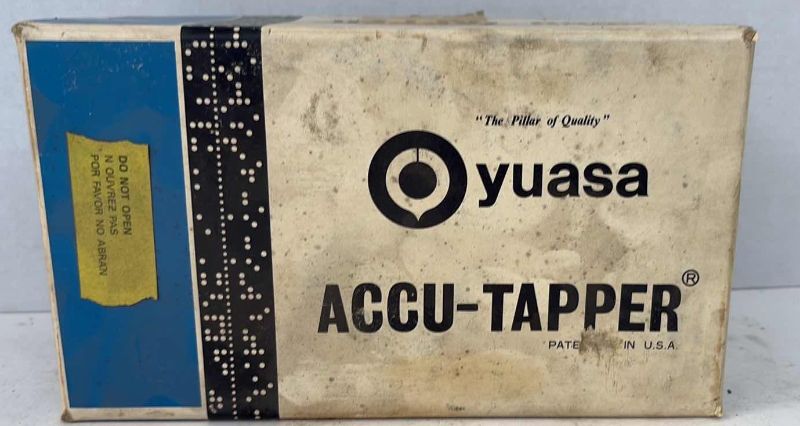 "The Pillar of Quality"
yuasa
ACCU-TAPPER®
IN U.S.A.
DO NOT OPEN
N OUVREZ PAS
POR FAVOR NO ABRAN